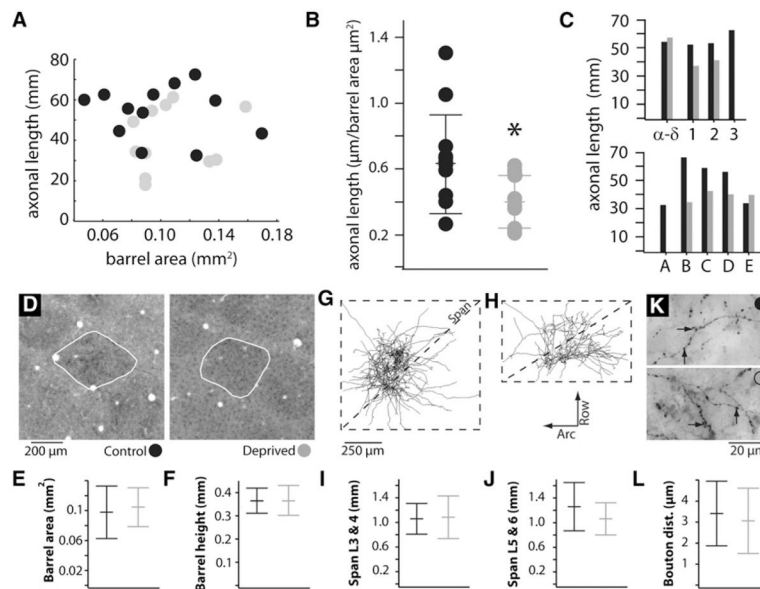 A
axonal length (mm)
80
60
40
20
0
0.06
0.10
0.14
0.18
barrel area (mm2)
B
axonal length (µm/barrel area µm2)
1.4
1.0
0.6
0.2
*
C
axonal length (mm)
70
50
30
10
α-δ
1
2
3
70
50
30
10
A
B
C
D
E
D
200 µm
Control
Deprived
G
Span
250 µm
H
Row
Arc
K
20 µm
E
Barrel area (mm2)
0.1
0.06
0.02
F
Barrel height (mm)
0.4
0.3
0.2
0.1
I
Span L3 & 4 (mm)
1.4
1.0
0.6
0.2
J
Span L5 & 6 (mm)
1.4
1.0
0.6
0.2
L
Bouton dist. (µm)
5
4
3
2
1